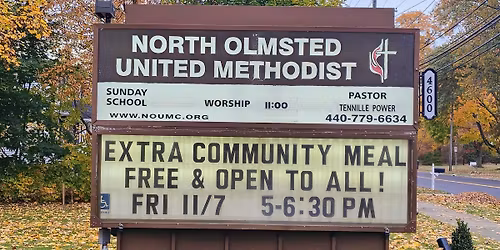 NORTH OLMSTED
UNITED METHODIST
SUNDAY
SCHOOL
WORSHIP 11:00
PASTOR
TENNILLE POWER
WWW.NOUMC.ORG
440-779-6634
4600
EXTRA COMMUNITY MEAL
FREE & OPEN TO ALL!
FRI 11/7 5-6:30 PM